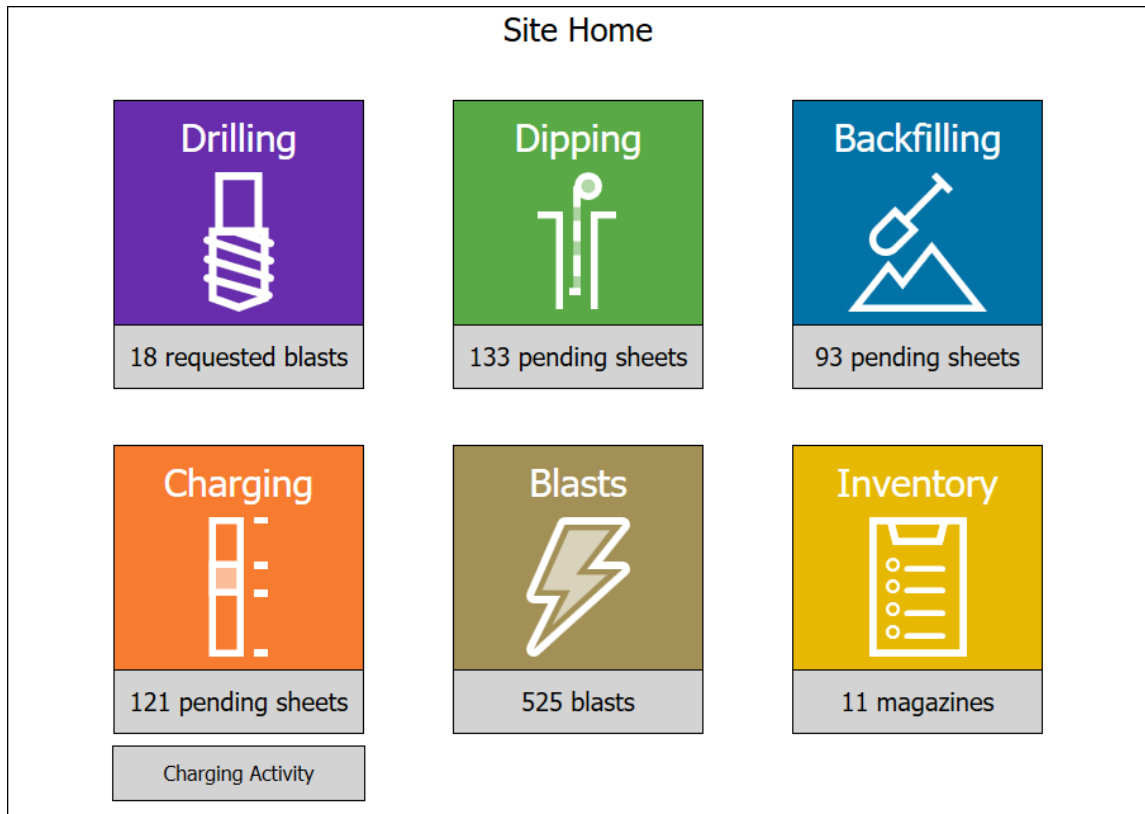 Site Home
Drilling
Dipping
Backfilling
18 requested blasts
133 pending sheets
93 pending sheets
Charging
Blasts
Inventory
121 pending sheets
525 blasts
11 magazines
Charging Activity